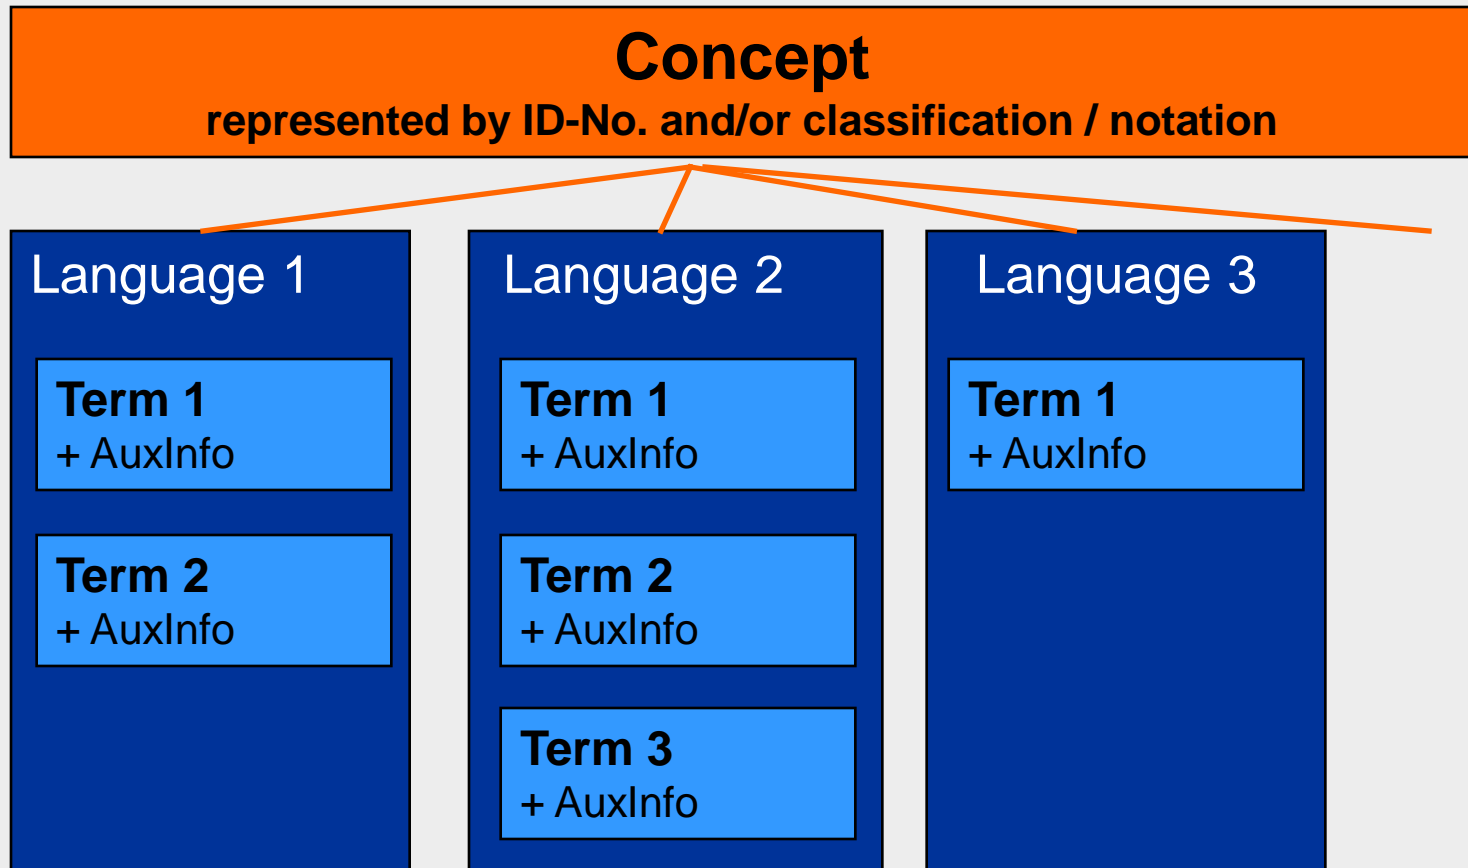 Concept
represented by ID-No. and/or classification / notation
Language 1
Term 1
+ AuxInfo
Term 2
+ AuxInfo
Language 2
Term 1
+ AuxInfo
Term 2
+ AuxInfo
Term 3
+ AuxInfo
Language 3
Term 1
+ AuxInfo